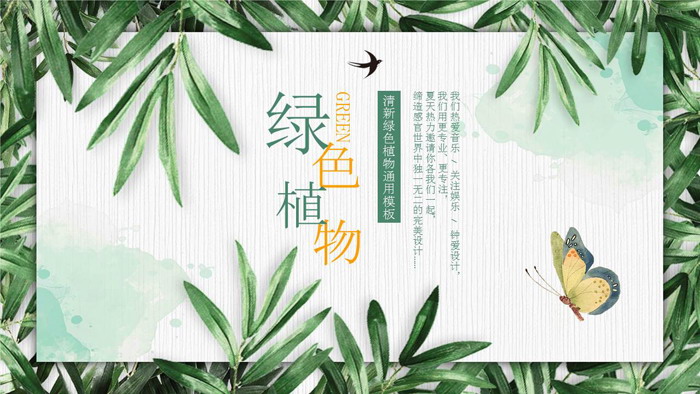 绿色植物
GREEN
清新绿色植物通用模板
我们热爱音乐 / 关注娱乐 / 钟爱设计，
我们用更专业、更专注，
夏天热力邀请你各我们一起，
缔造感官世界中独一无二的完美设计……